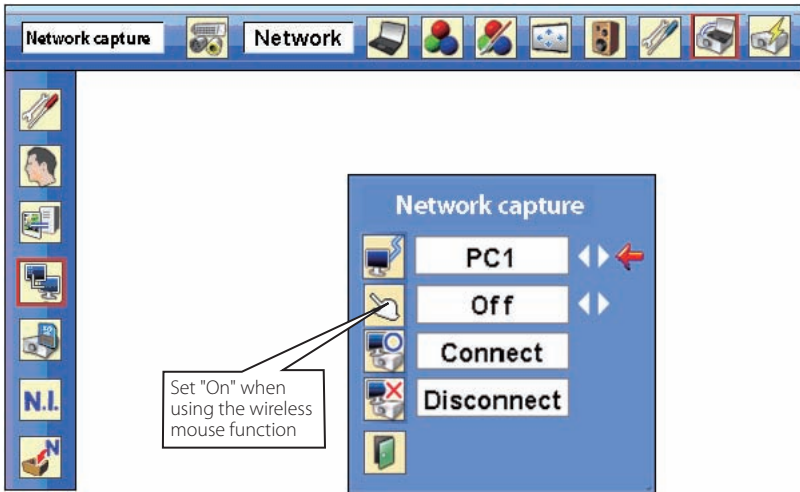 Network capture
Network
Network capture
PC1
Off
Connect
Disconnect
Set "On" when
using the wireless
mouse function
N.I.
N